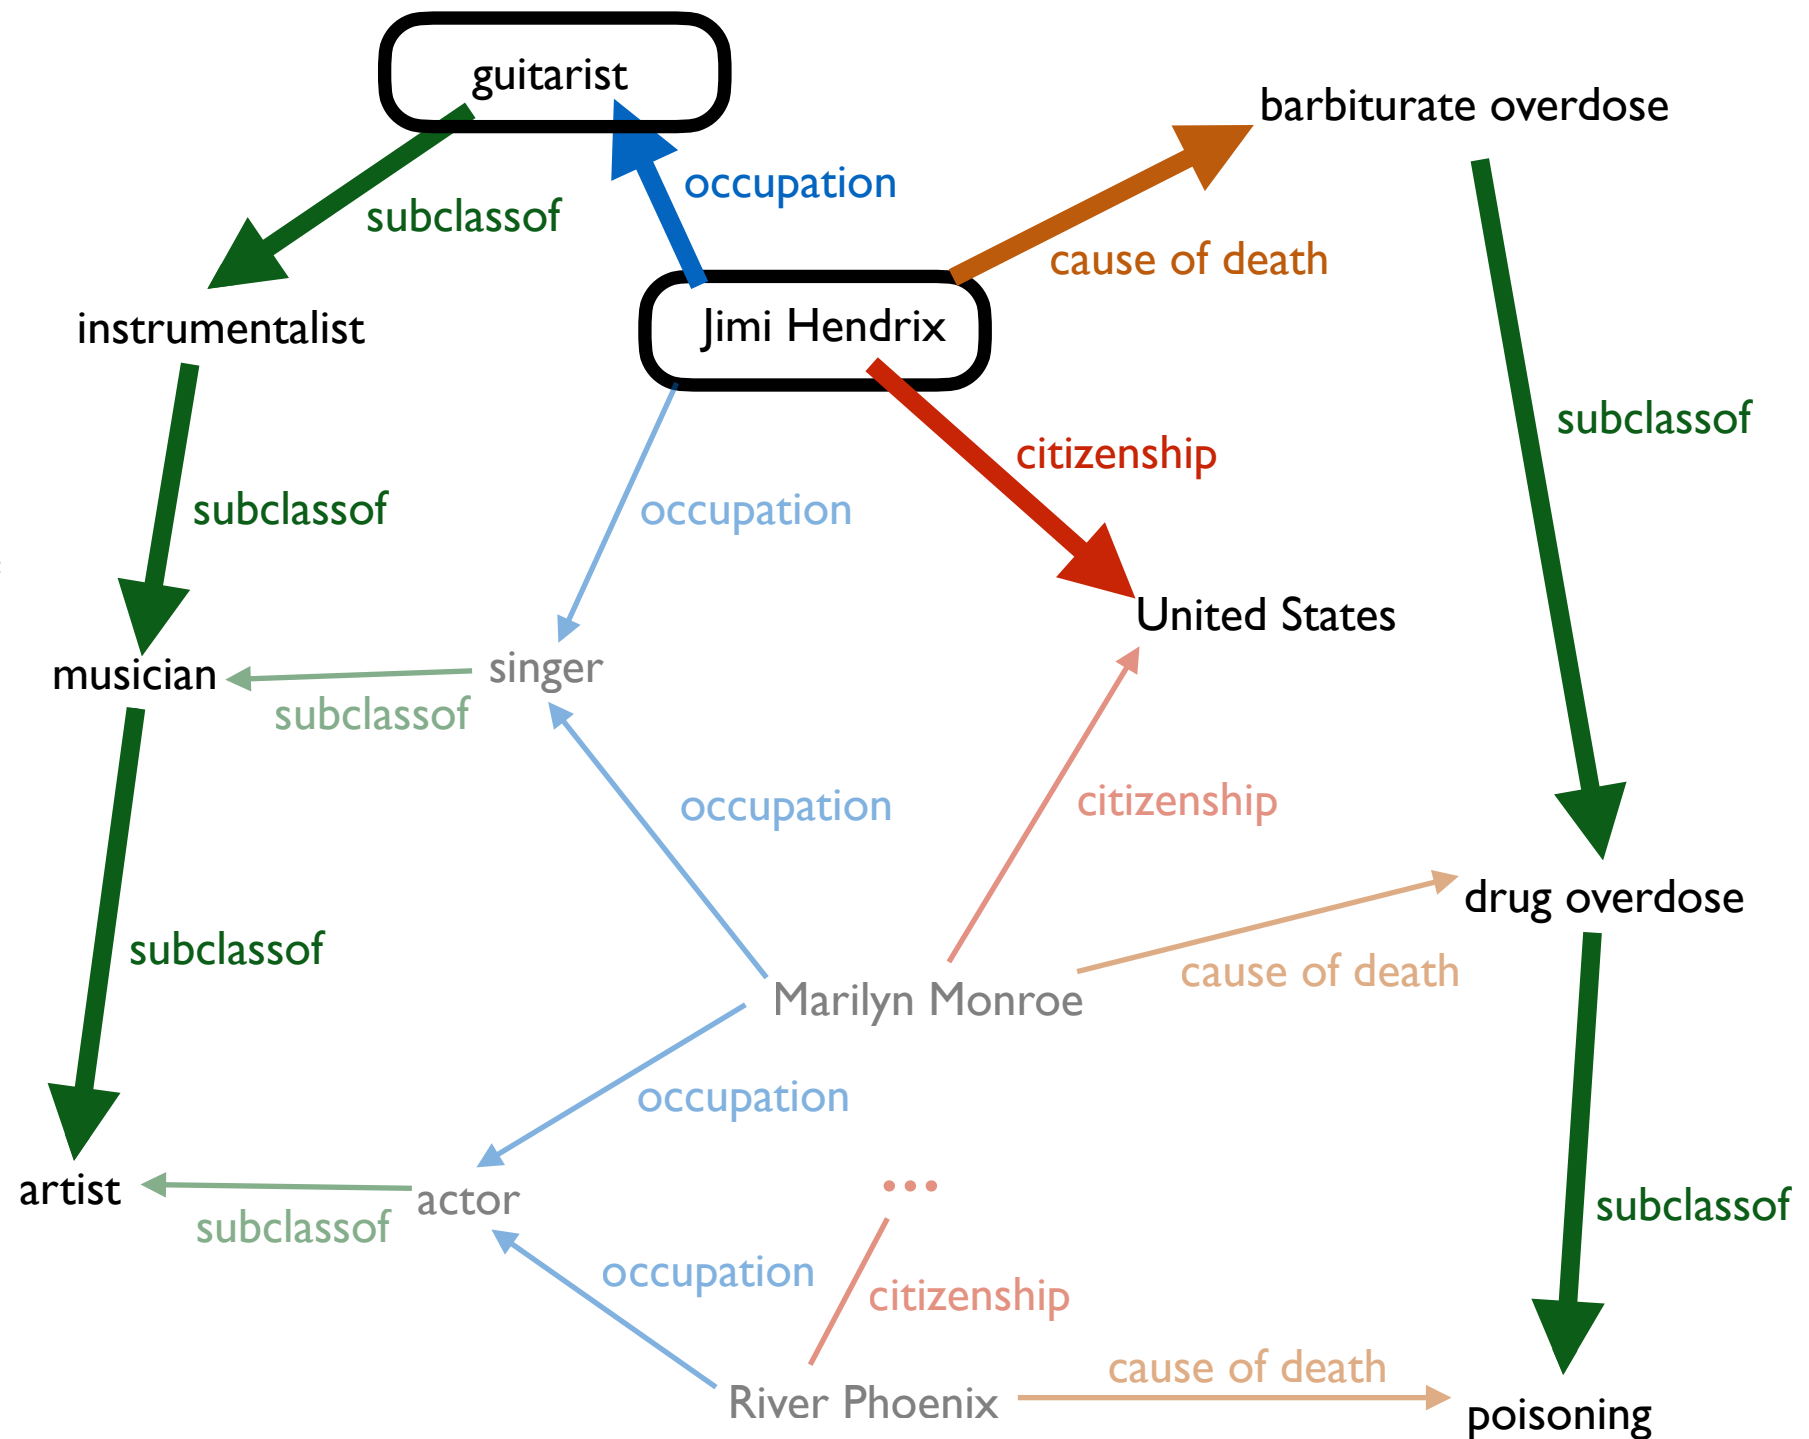 guitarist
barbiturate overdose
occupation
subclassof
cause of death
instrumentalist
Jimi Hendrix
subclassof
citizenship
subclassof
occupation
United States
musician
singer
subclassof
occupation
citizenship
drug overdose
subclassof
cause of death
Marilyn Monroe
occupation
...
artist
actor
subclassof
subclassof
occupation
citizenship
cause of death
River Phoenix
poisoning